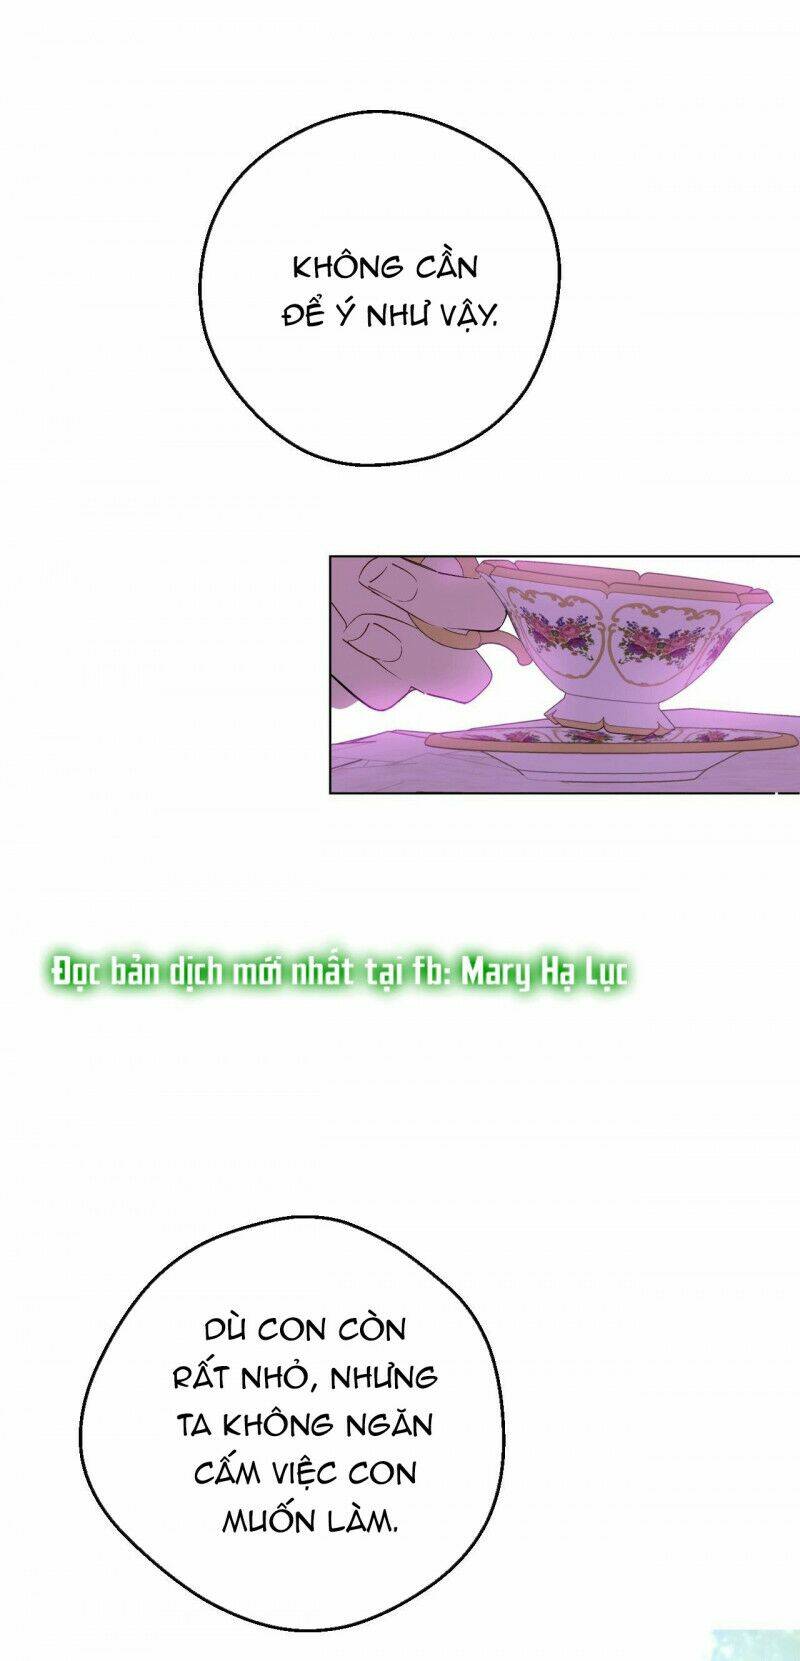 KHÔNG CẦN
ĐỂ Ý NHƯ VẬY.
Đọc bản dịch mới nhất tại fb: Mary Hạ Lục
DÙ CON CÒN
RẤT NHỎ, NHƯNG
TA KHÔNG NGĂN
CẤM VIỆC CON
MUỐN LÀM.